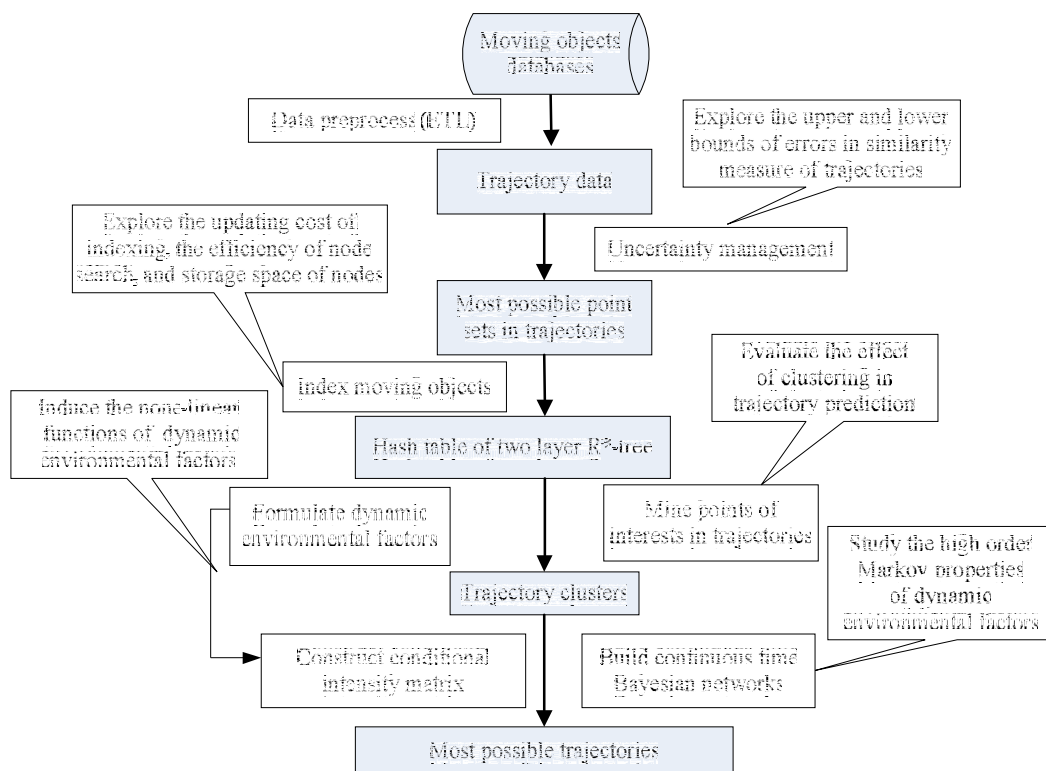 Moving objects
databases
Data preprocess (ETL)
Explore the upper and lower
bounds of errors in similarity
measure of trajectories
Trajectory data
Explore the updating cost of
indexing, the efficiency of node
search, and storage space of nodes
Uncertainty management
Most possible point
sets in trajectories
Evaluate the effect
of clustering in
trajectory prediction
Index moving objects
Induce the none-linear
functions of dynamic
environmental factors
Hash table of two layer R*-tree
Formulate dynamic
environmental factors
Mine points of
interests in trajectories
Study the high order
Markov properties
of dynamic
environmental factors
Trajectory clusters
Construct conditional
intensity matrix
Build continuous time
Bayesian networks
Most possible trajectories